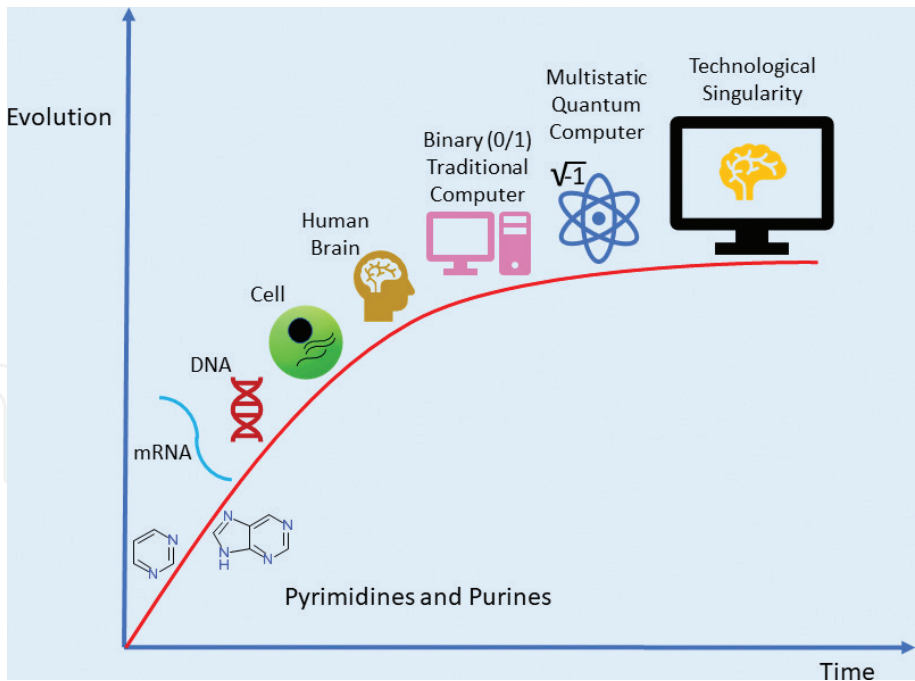 Evolution
Technological
Singularity
Multistatic
Quantum
Computer
√-1
Binary (0/1)
Traditional
Computer
Human
Brain
Cell
DNA
mRNA
N
N
N
N
H
N
N
Pyrimidines and Purines
Time